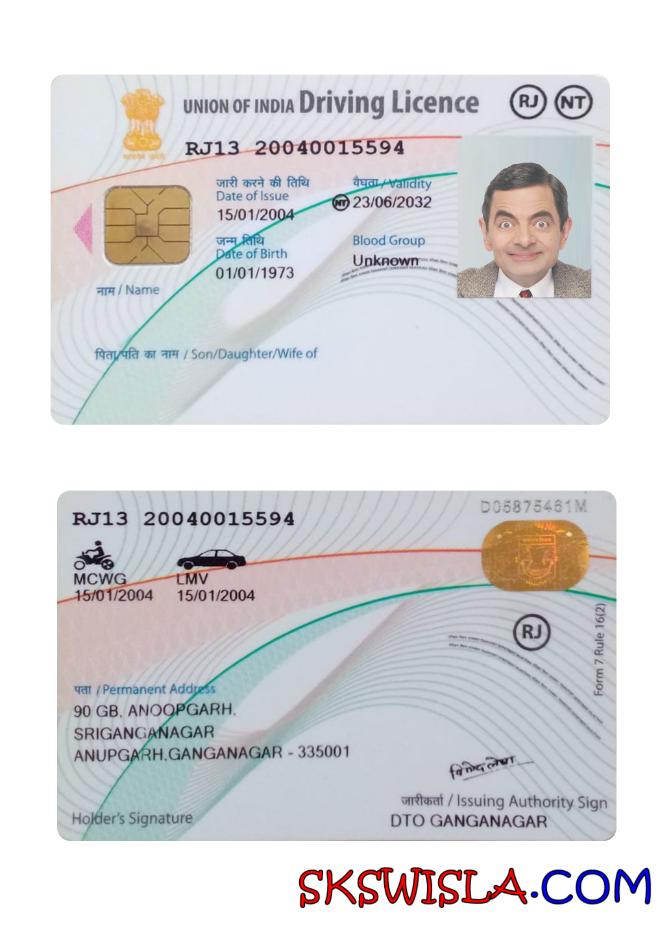 UNION OF INDIA Driving Licence RJ NT
RJ13 20040015594
जारी करने की तिथि वैघता / Validity
Date of Issue NT 23/06/2032
15/01/2004
जन्म तिथि Blood Group
Date of Birth Unknown
01/01/1973
नाम / Name
पिता/पति का नाम / Son/Daughter/Wife of
D05875461M
RJ13 20040015594
MCWG LMV
15/01/2004 15/01/2004
RJ
Form 7 Rule 16(2)
पता / Permanent Address
90 GB, ANOOPGARH,
SRIGANGANAGAR
ANUPGARH,GANGANAGAR - 335001
जारीकर्ता / Issuing Authority Sign
Holder's Signature
DTO GANGANAGAR
SKSWISLA.COM